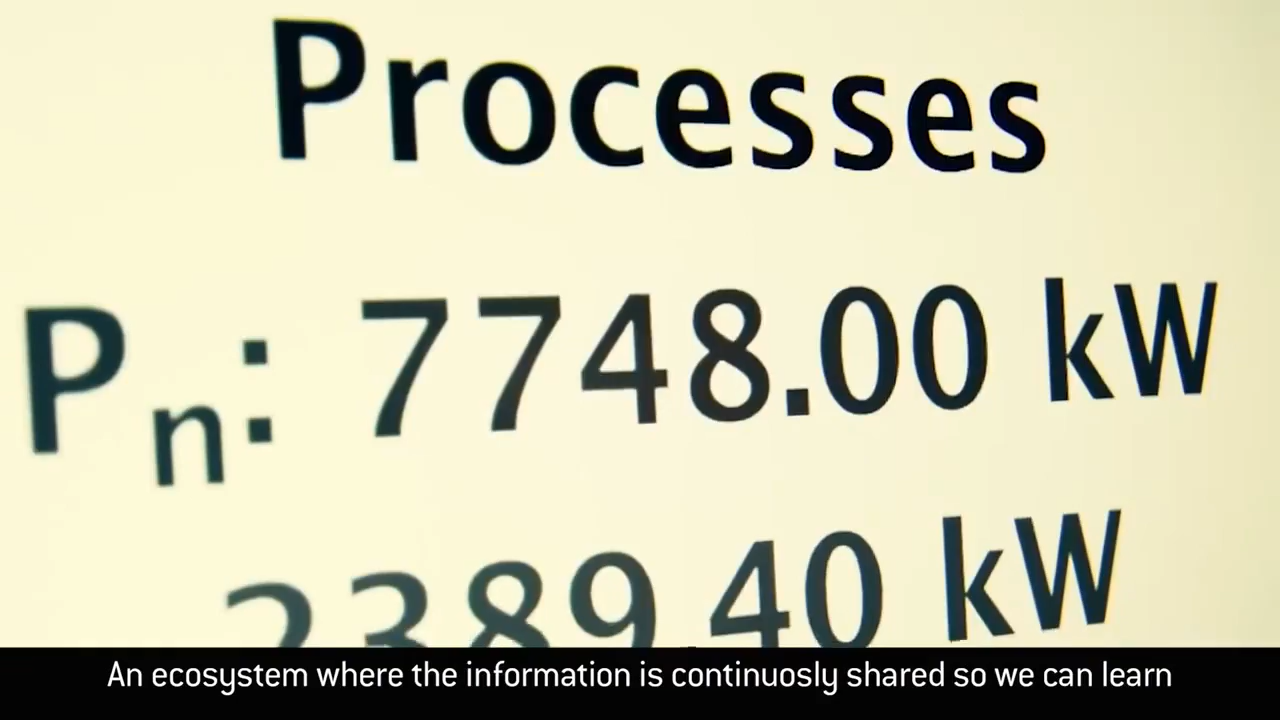 Processes
Pn: 7748.00 kW
2389.40 kW
An ecosystem where the information is continuosly shared so we can learn